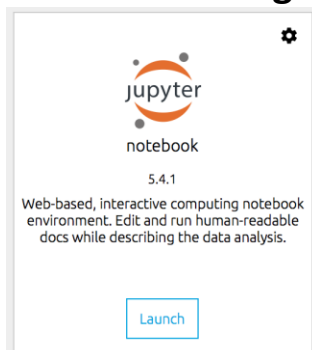 jupyter
notebook
5.4.1
Web-based, interactive computing notebook
environment. Edit and run human-readable
docs while describing the data analysis.
Launch